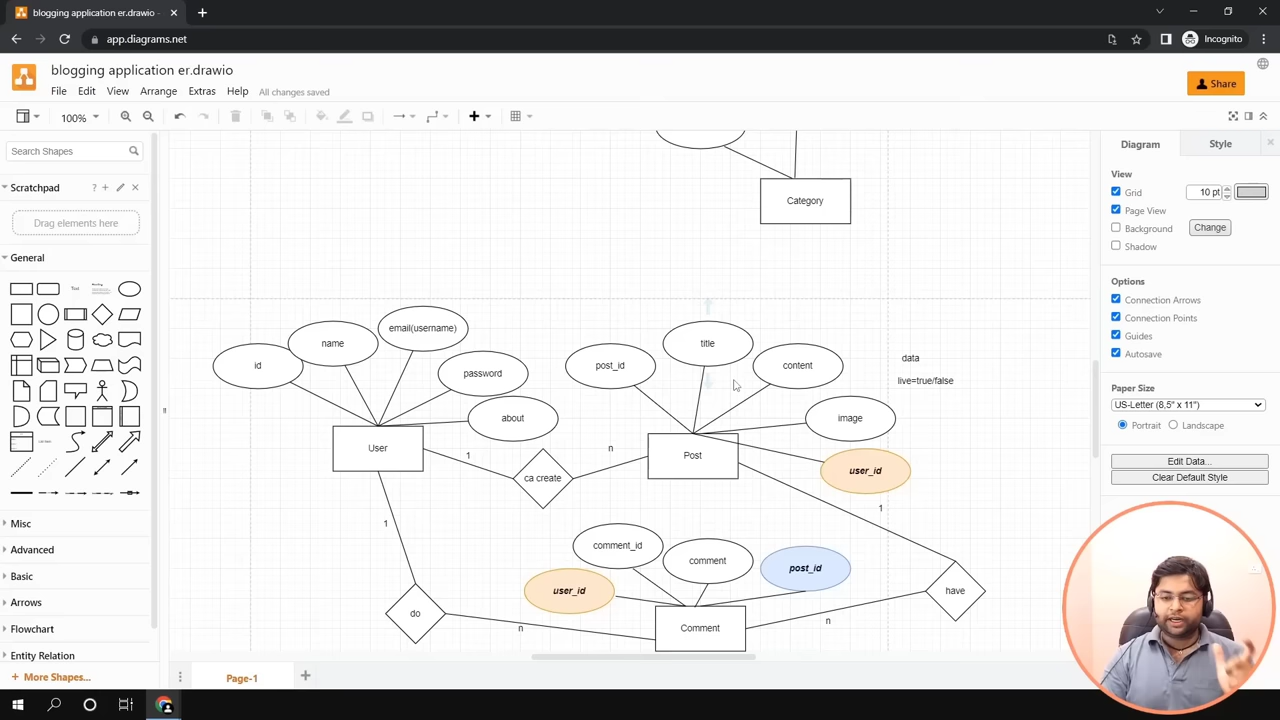 blogging application er.drawio -
app.diagrams.net
Incognito
blogging application er.drawio
File Edit View Arrange Extras Help All changes saved
Share
100%
Search Shapes
Scratchpad
Drag elements here
General
Text
Misc
Advanced
Basic
Arrows
Flowchart
Entity Relation
+ More Shapes...
Category
id
name
email(username)
password
about
User
1
ca create
n
post_id
title
content
image
user_id
Post
data
live=true/false
1
1
do
n
comment_id
comment
post_id
user_id
Comment
n
have
Page-1
Diagram Style
View
Grid 10 pt
Page View
Background Change
Shadow
Options
Connection Arrows
Connection Points
Guides
Autosave
Paper Size
US-Letter (8,5" x 11")
Portrait Landscape
Edit Data...
Clear Default Style